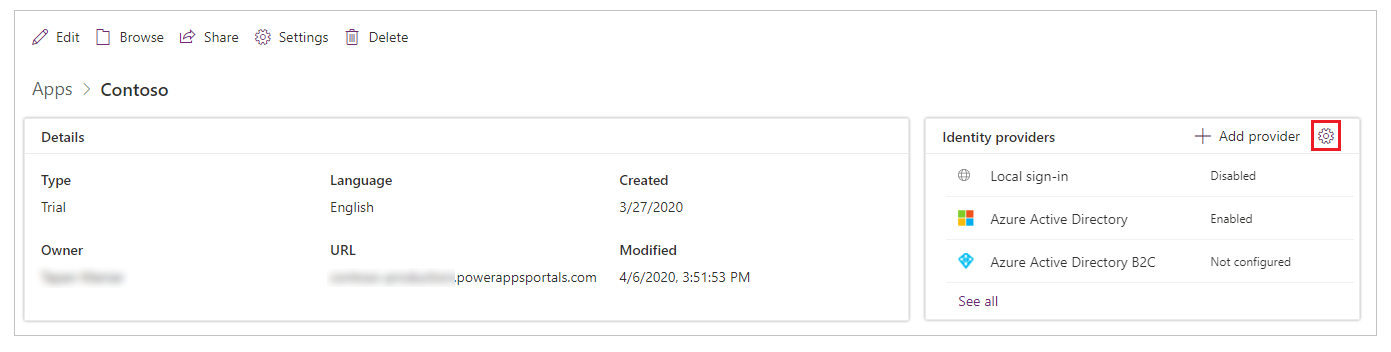 Edit Browse Share Settings Delete
Apps > Contoso
Details
Type Language Created
Trial English 3/27/2020
Owner URL Modified
.powerappsportals.com 4/6/2020, 3:51:53 PM
Identity providers + Add provider
Local sign-in Disabled
Azure Active Directory Enabled
Azure Active Directory B2C Not configured
See all